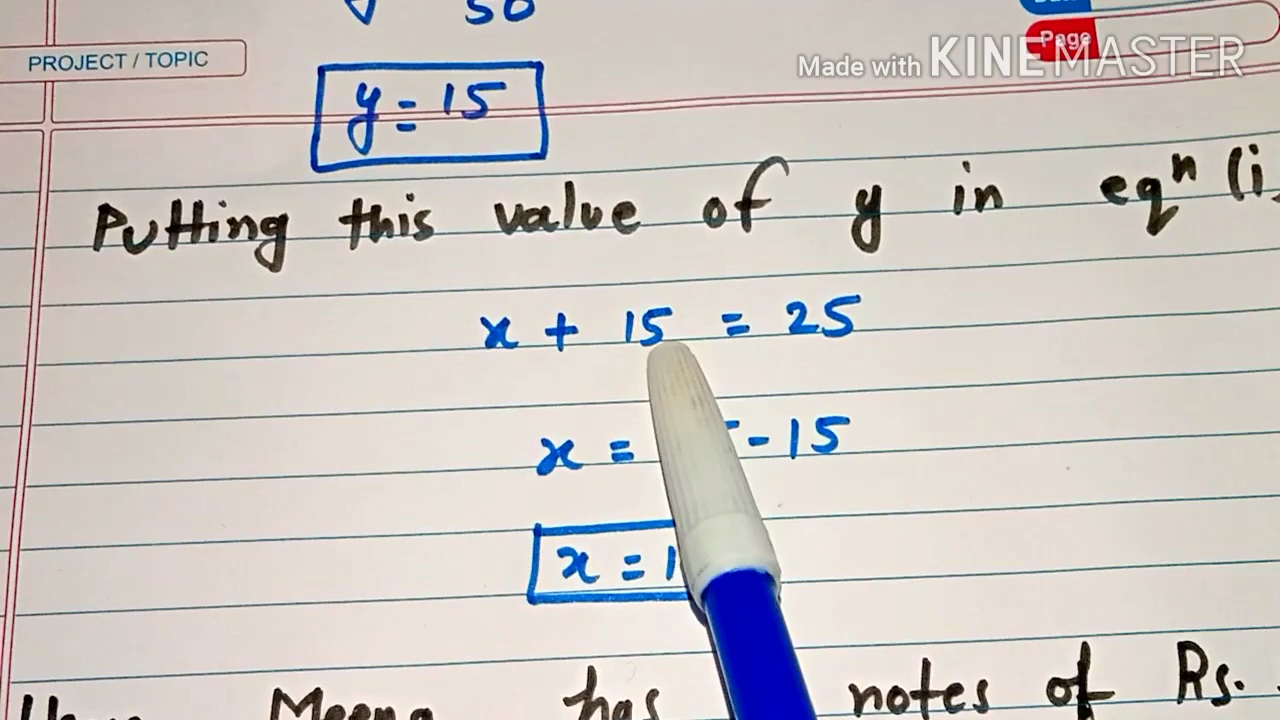 50
Page
PROJECT / TOPIC
Made with KINEMASTER
y = 15
Putting this value of y in eqⁿ (i
x + 15 = 25
x = - 15
x = 1
Meena has notes of Rs.